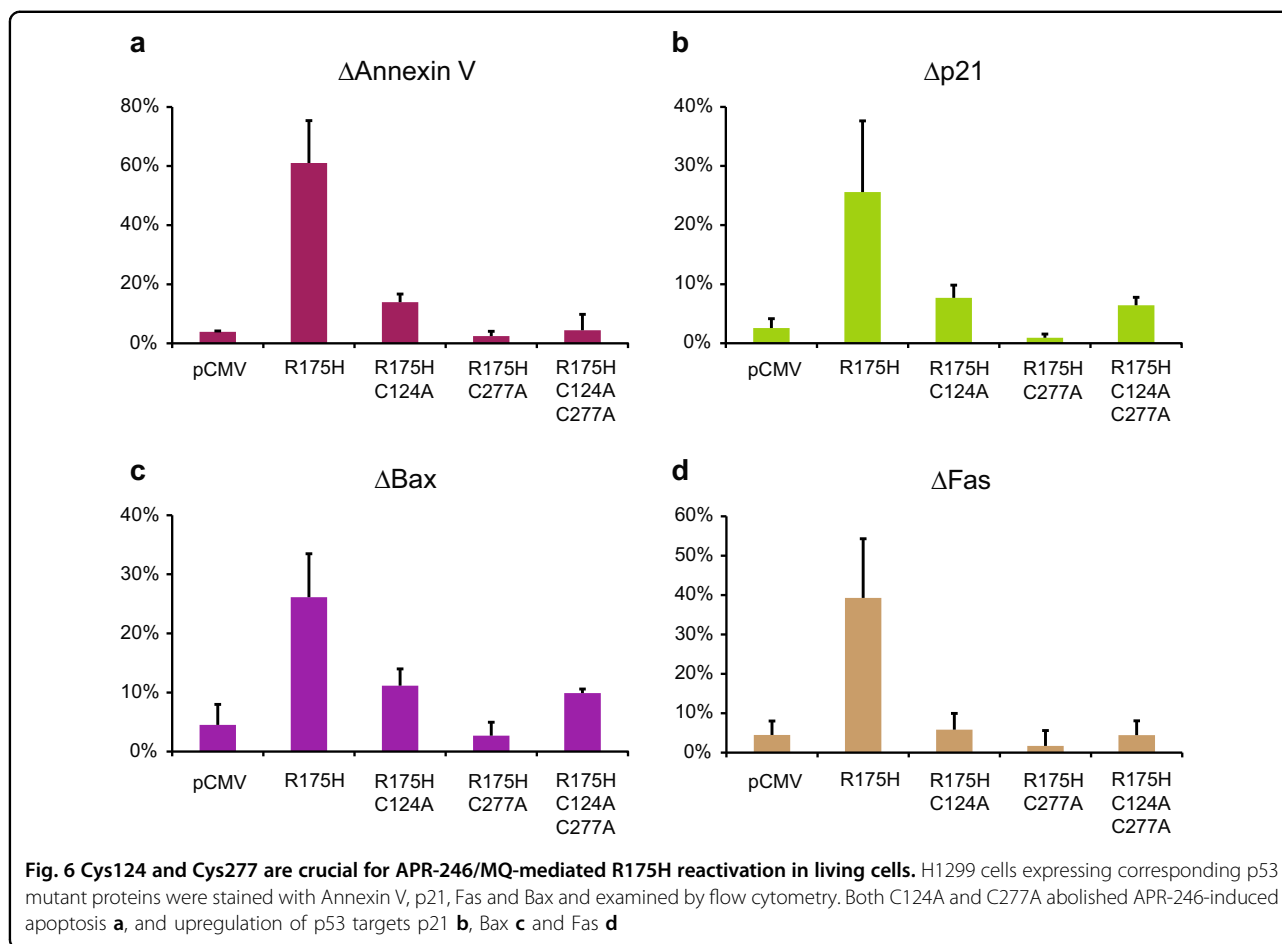 a
ΔAnnexin V
80%
60%
40%
20%
0%
pCMV
R175H
R175H
C124A
R175H
C277A
R175H
C124A
C277A
b
Δp21
40%
30%
20%
10%
0%
pCMV
R175H
R175H
C124A
R175H
C277A
R175H
C124A
C277A
c
ΔBax
40%
30%
20%
10%
0%
pCMV
R175H
R175H
C124A
R175H
C277A
R175H
C124A
C277A
d
ΔFas
60%
50%
40%
30%
20%
10%
0%
pCMV
R175H
R175H
C124A
R175H
C277A
R175H
C124A
C277A
Fig. 6 Cys124 and Cys277 are crucial for APR-246/MQ-mediated R175H reactivation in living cells. H1299 cells expressing corresponding p53
mutant proteins were stained with Annexin V, p21, Fas and Bax and examined by flow cytometry. Both C124A and C277A abolished APR-246-induced
apoptosis a, and upregulation of p53 targets p21 b, Bax c and Fas d